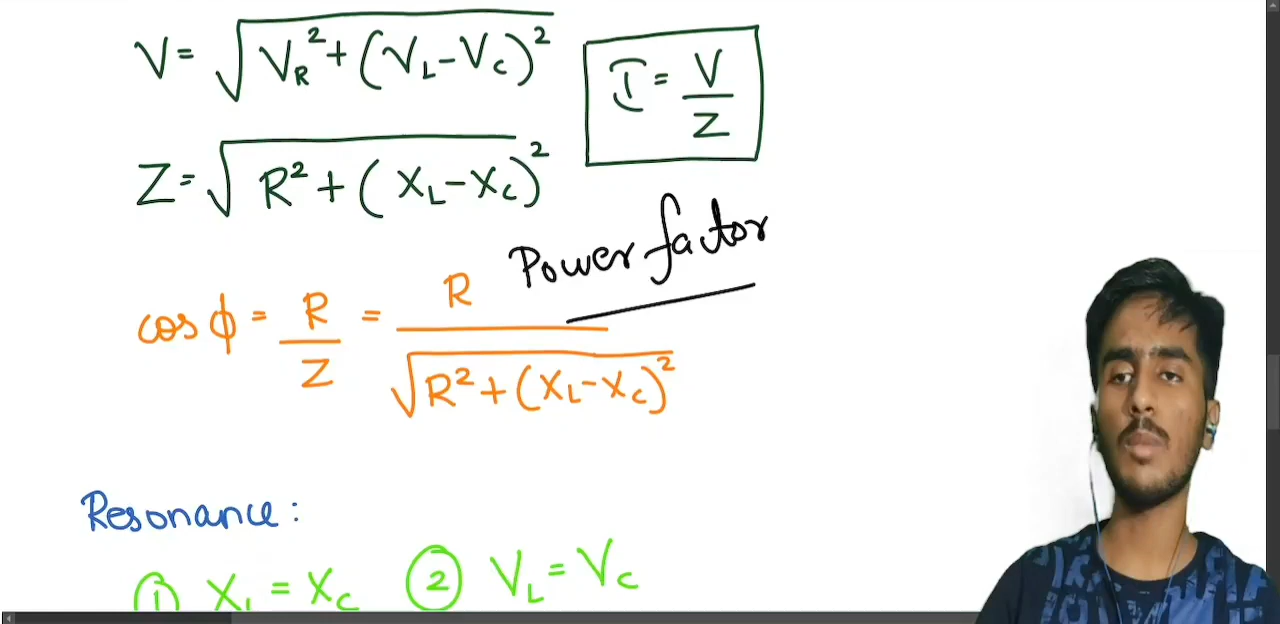 V = √V_R² + (V_L - V_C)²
I = V/Z
Z = √R² + (X_L - X_C)²
Power factor
cos ϕ = R/Z = R/√R² + (X_L - X_C)²
Resonance:
① X_L = X_C ② V_L = V_C